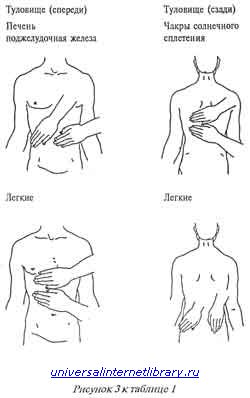 Туловище (спереди)
Печень
поджелудочная железа
Туловище (сзади)
Чакры солнечного
сплетения
Легкие
Легкие
universalinternetlibrary.ru
Рисунок 3 к таблице 1